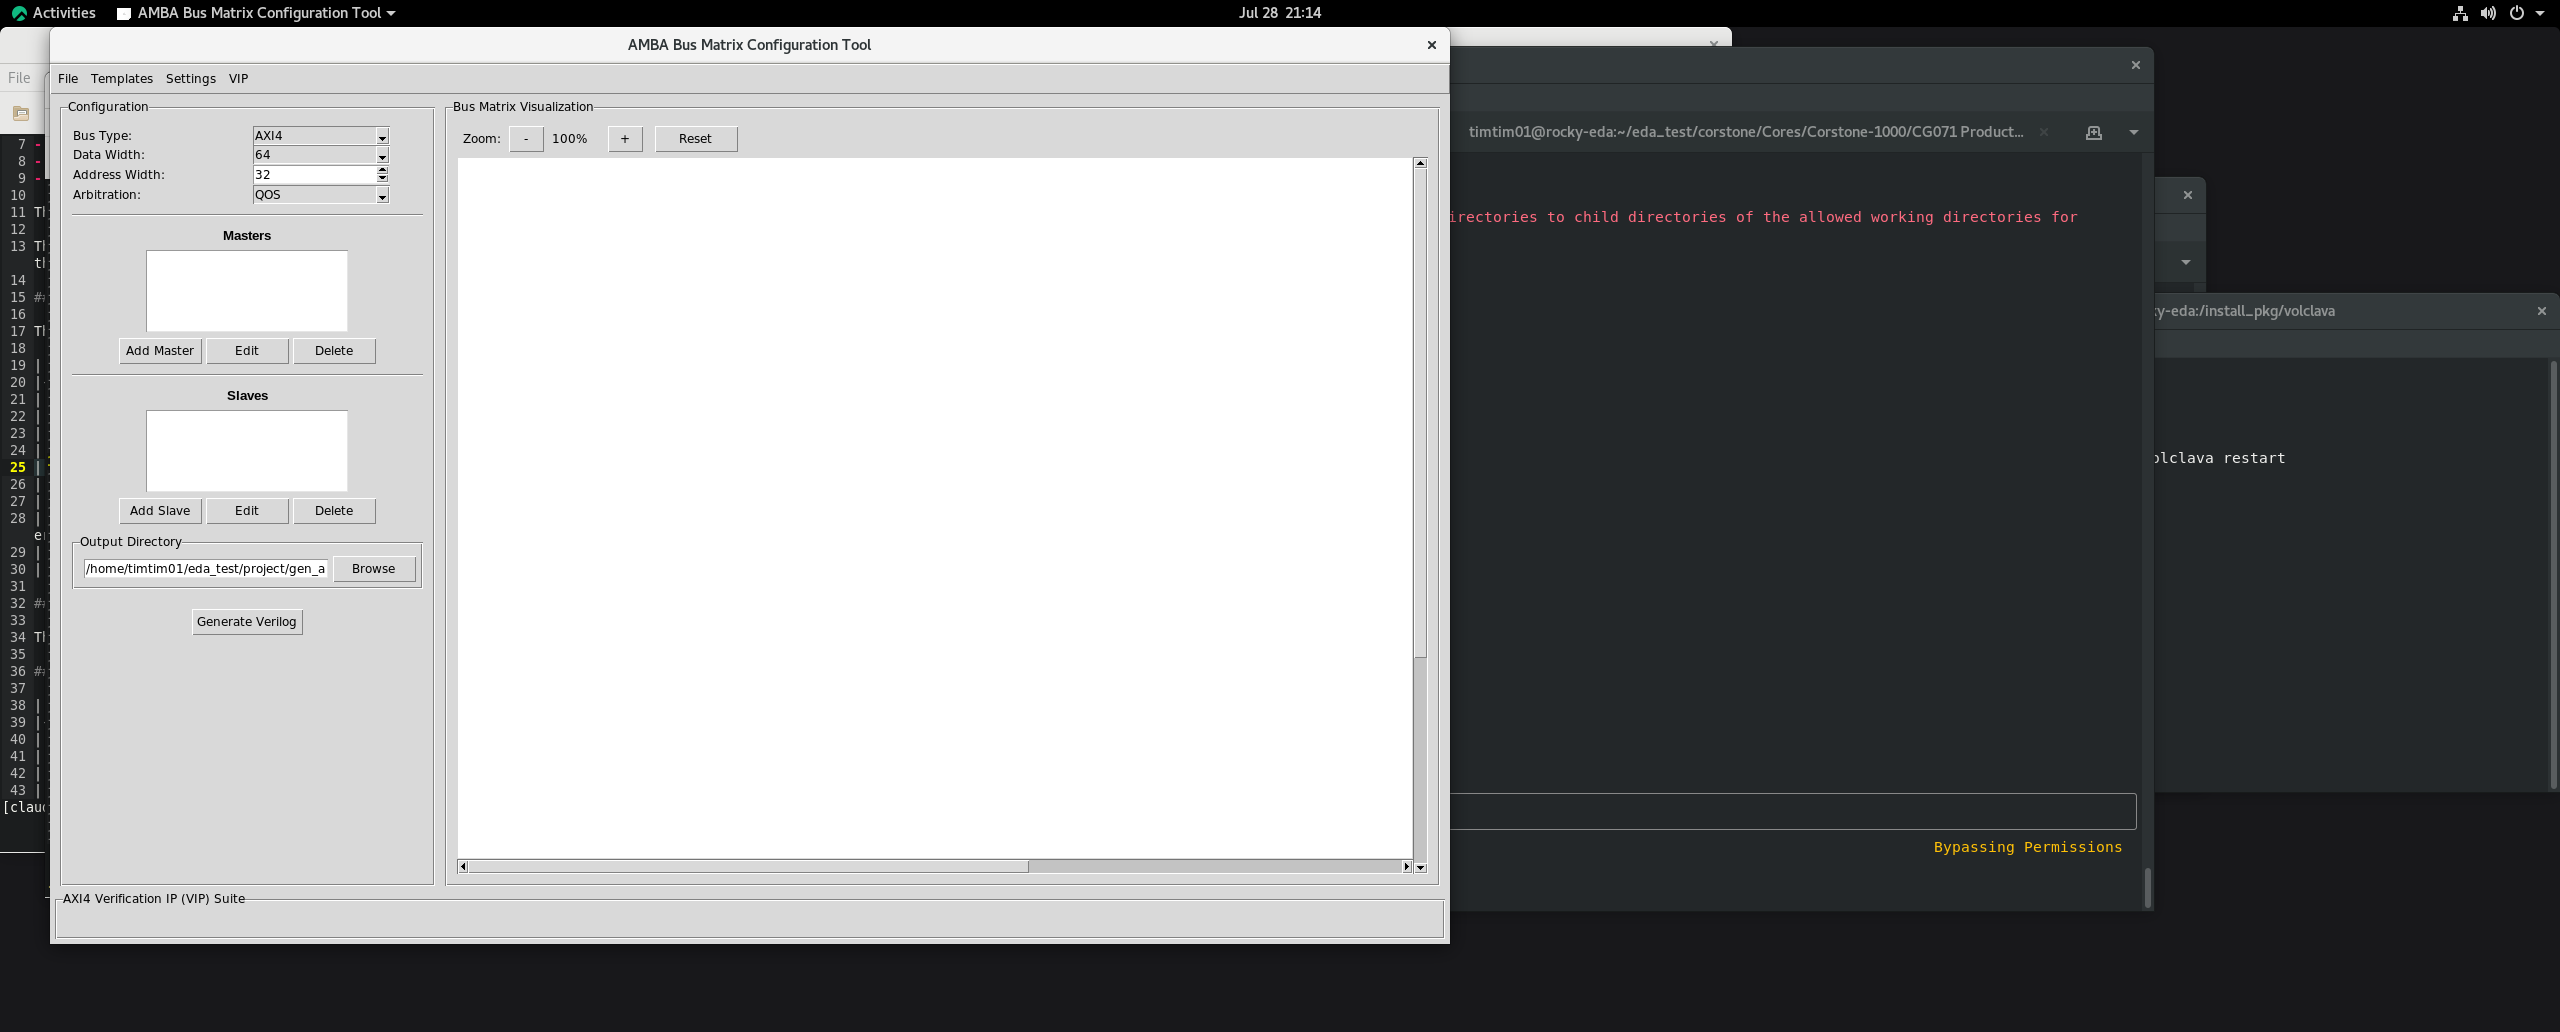 Activities
AMBA Bus Matrix Configuration Tool
Jul 28 21:14
AMBA Bus Matrix Configuration Tool
File
File Templates Settings VIP
Configuration
Bus Type: AXI4
Data Width: 64
Address Width: 32
Arbitration: QOS
Masters
Add Master Edit Delete
Slaves
Add Slave Edit Delete
Output Directory
/home/timtim01/eda_test/project/gen_a Browse
Generate Verilog
Bus Matrix Visualization
Zoom: - 100% + Reset
AXI4 Verification IP (VIP) Suite
7 -
8 -
9 -
10
11
12
13
14
15
16
17
18
19 |
20 |
21 |
22 |
23 |
24 |
25 |
26 |
27 |
28 |
29 |
30 |
31
32
33
34
35
36
37
38 |
39 |
40 |
41 |
42 |
43 |
timtim01@rocky-eda:~/eda_test/corstone/Cores/Corstone-1000/CG071 Product...
irectories to child directories of the allowed working directories for
Bypassing Permissions
y-eda:/install_pkg/volclava
olclava restart